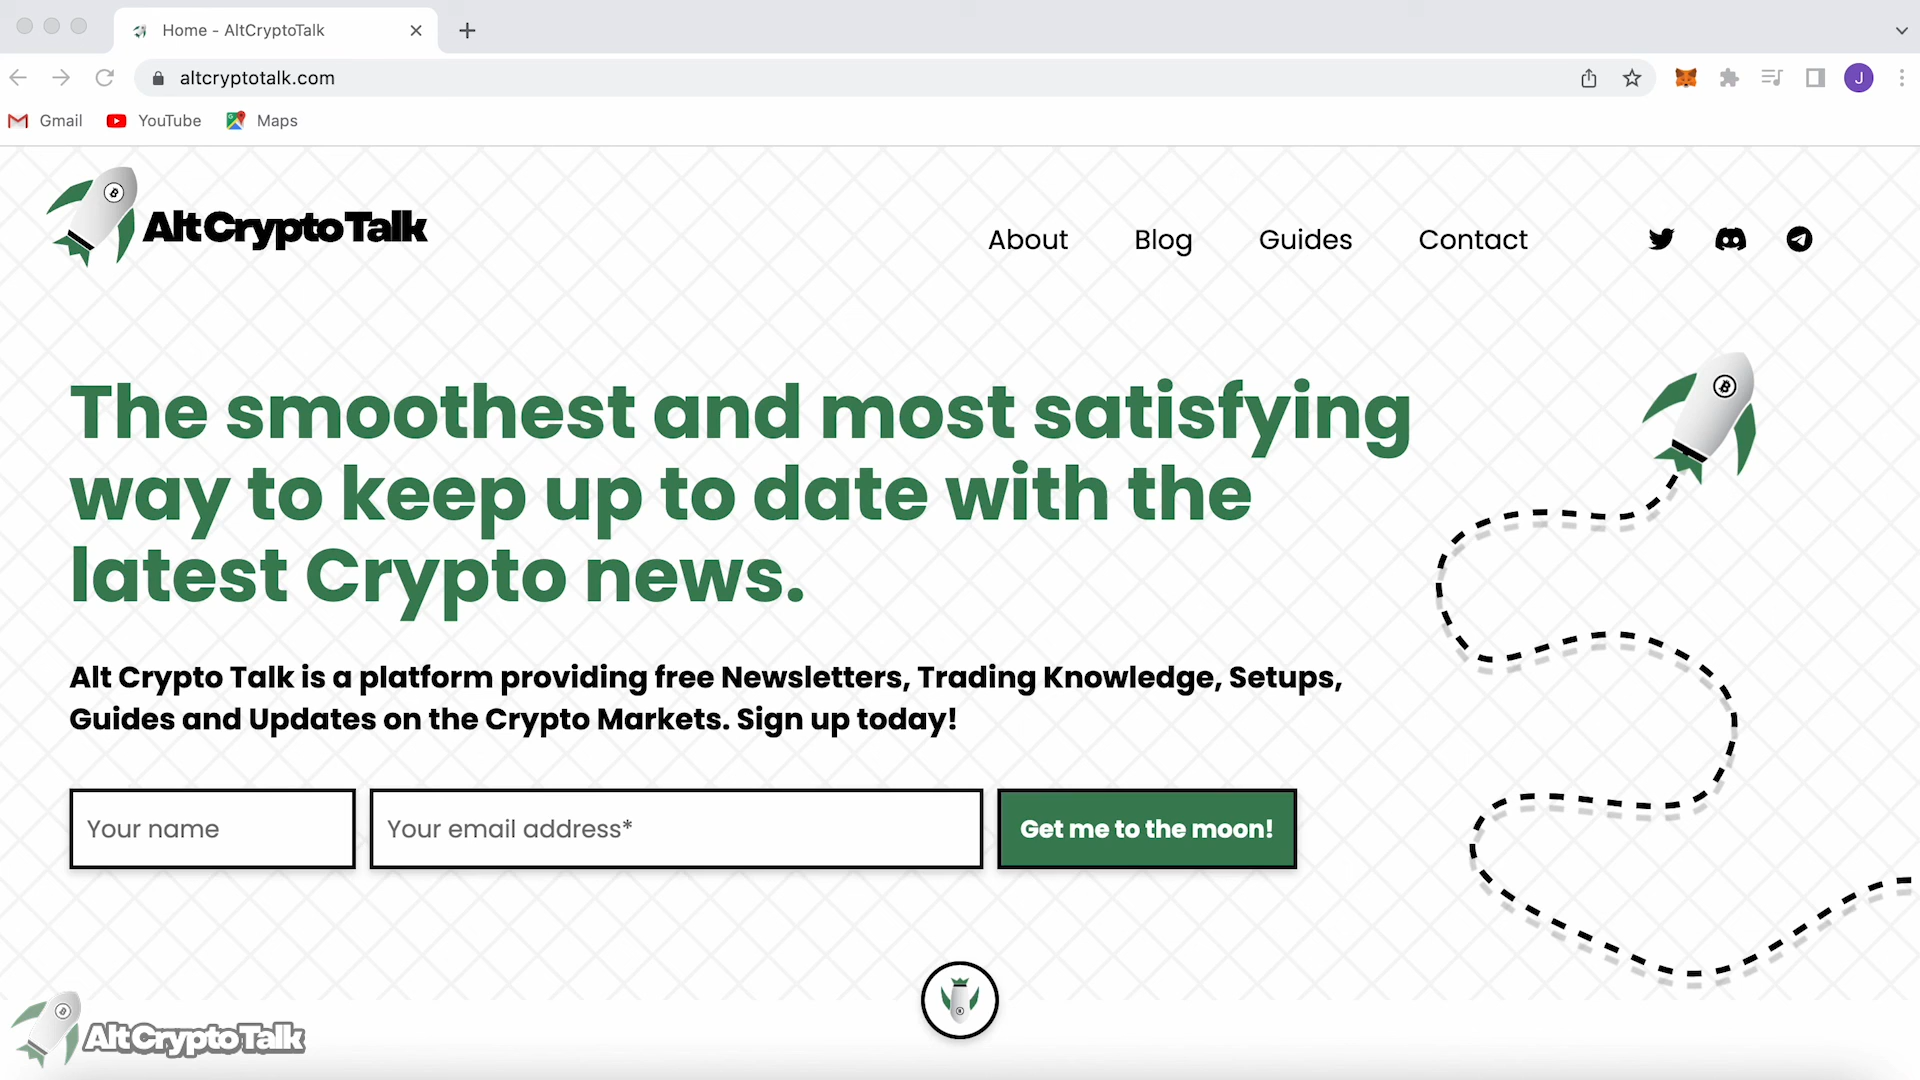 Home - AltCryptoTalk
altcryptotalk.com
J
Gmail YouTube Maps
Alt Crypto Talk
About Blog Guides Contact
The smoothest and most satisfying
way to keep up to date with the
latest Crypto news.
Alt Crypto Talk is a platform providing free Newsletters, Trading Knowledge, Setups,
Guides and Updates on the Crypto Markets. Sign up today!
Your name Your email address* Get me to the moon!
Alt Crypto Talk